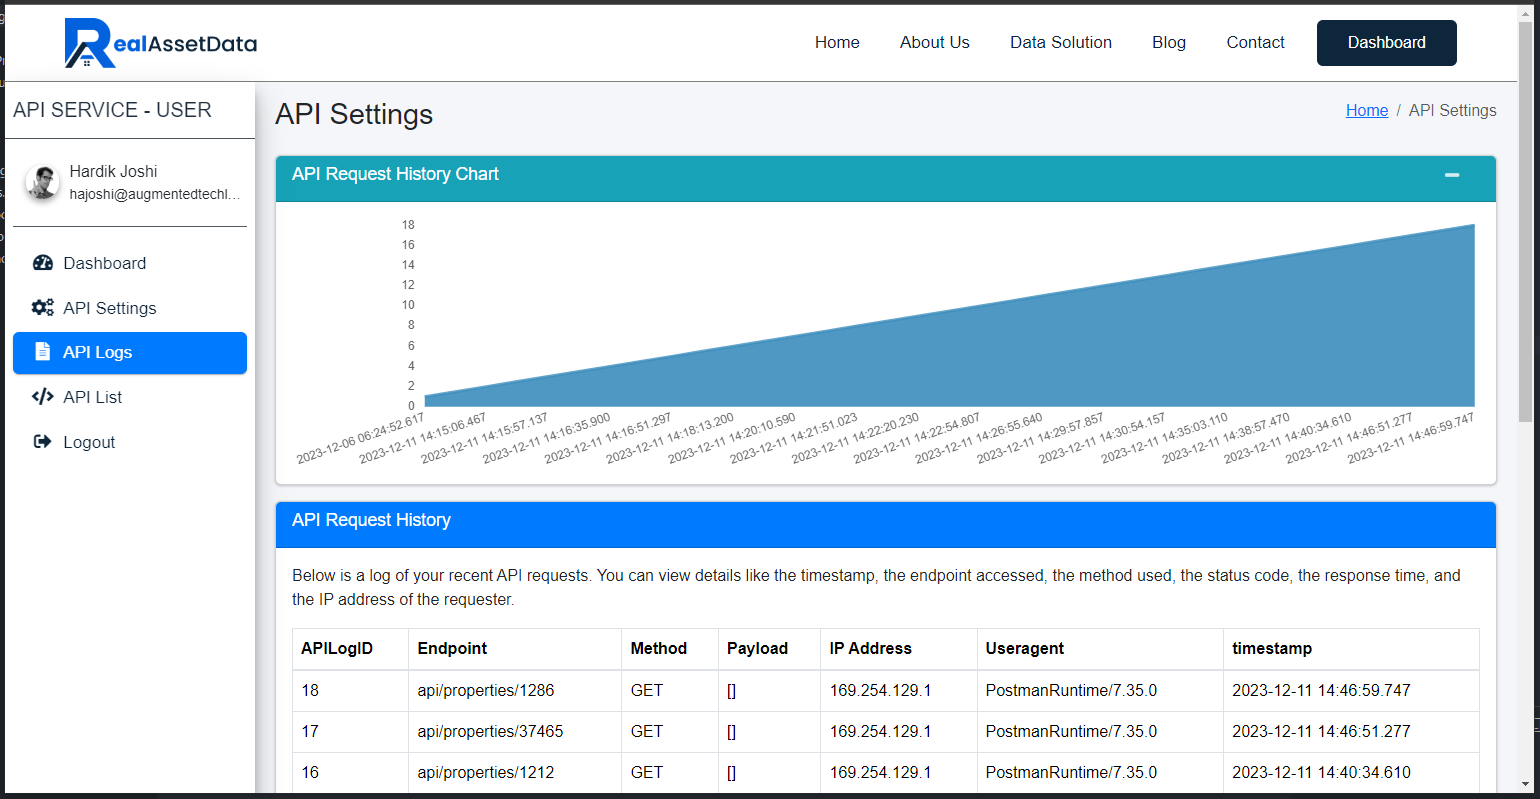 RealAssetData
Home About Us Data Solution Blog Contact Dashboard
API SERVICE - USER
Hardik Joshi
hajoshi@augmentedtechl...
Dashboard
API Settings
API Logs
API List
Logout
API Settings
Home / API Settings
API Request History Chart
18
16
14
12
10
8
6
4
2
0
2023-12-06 06:24:52.617
2023-12-11 14:15:06.467
2023-12-11 14:15:57.137
2023-12-11 14:16:35.900
2023-12-11 14:16:51.297
2023-12-11 14:18:13.200
2023-12-11 14:20:10.590
2023-12-11 14:21:51.023
2023-12-11 14:22:20.230
2023-12-11 14:22:54.807
2023-12-11 14:26:55.640
2023-12-11 14:29:57.857
2023-12-11 14:30:54.157
2023-12-11 14:35:03.110
2023-12-11 14:38:57.470
2023-12-11 14:40:34.610
2023-12-11 14:46:51.277
2023-12-11 14:46:59.747
API Request History
Below is a log of your recent API requests. You can view details like the timestamp, the endpoint accessed, the method used, the status code, the response time, and
the IP address of the requester.
APILogID Endpoint Method Payload IP Address Useragent timestamp
18 api/properties/1286 GET [] 169.254.129.1 PostmanRuntime/7.35.0 2023-12-11 14:46:59.747
17 api/properties/37465 GET [] 169.254.129.1 PostmanRuntime/7.35.0 2023-12-11 14:46:51.277
16 api/properties/1212 GET [] 169.254.129.1 PostmanRuntime/7.35.0 2023-12-11 14:40:34.610